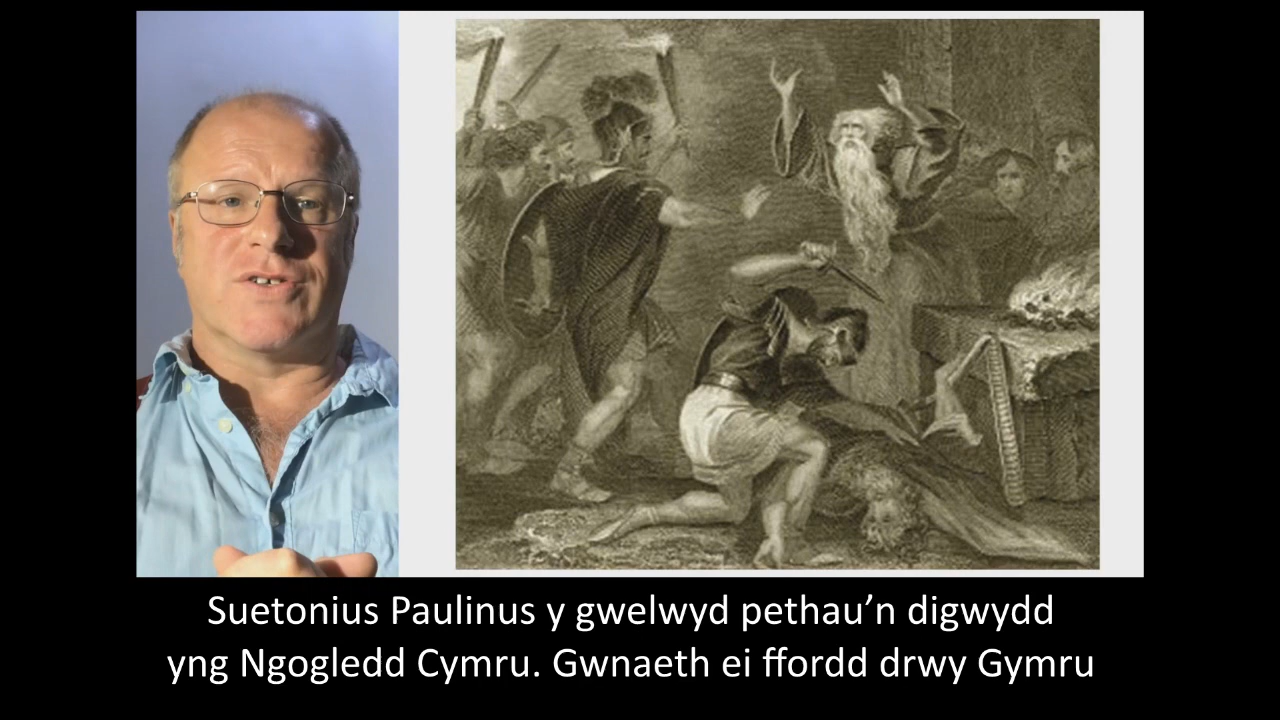 Suetonius Paulinus y gwelwyd pethau’n digwydd
yng Ngogledd Cymru. Gwnaeth ei ffordd drwy Gymru